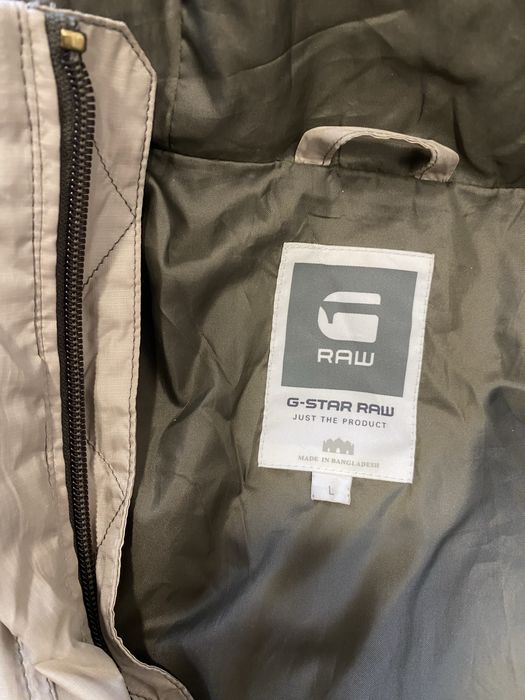 G
RAW
G-STAR RAW
JUST THE PRODUCT
MADE IN BANGLADESH
L